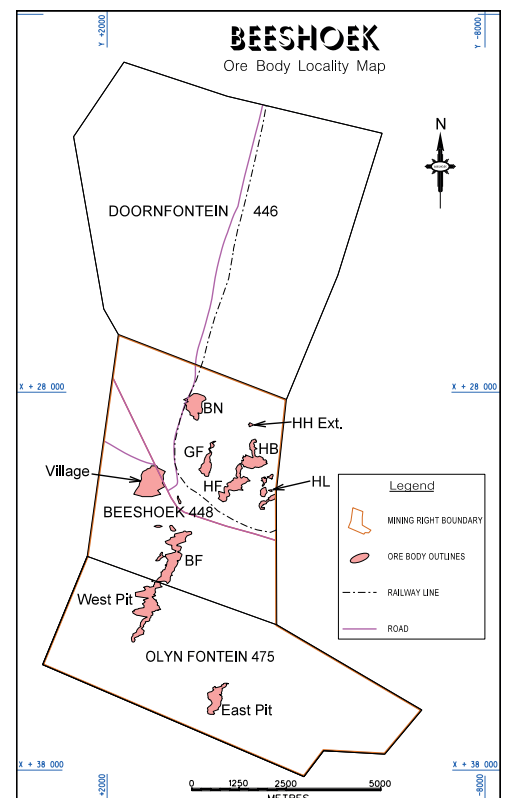 Y +2000
Y -8000
BEESHOEK
Ore Body Locality Map
N
DOORNFONTEIN 446
X + 28 000
X + 28 000
BN
HH Ext.
GF
HB
Village
HF
HL
BEESHOEK 448
Legend
MINING RIGHT BOUNDARY
ORE BODY OUTLINES
RAILWAY LINE
ROAD
BF
West Pit
OLYN FONTEIN 475
East Pit
X + 38 000
X + 38 000
+2000
-8000
0 1250 2500 5000
METRES